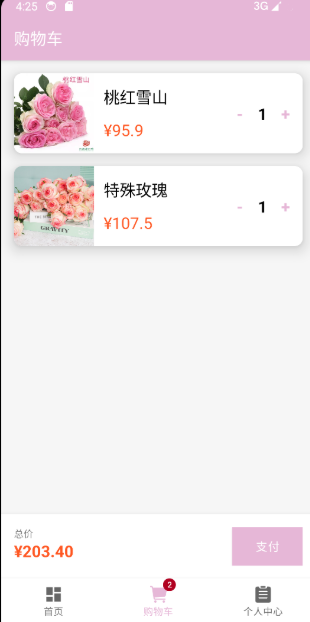 4:25 3G
购物车
桃红雪山
桃红雪山
¥95.9
- 1 +
特殊玫瑰
¥107.5
- 1 +
GRAVITY
总价
¥203.40
支付
2
首页 购物车 个人中心